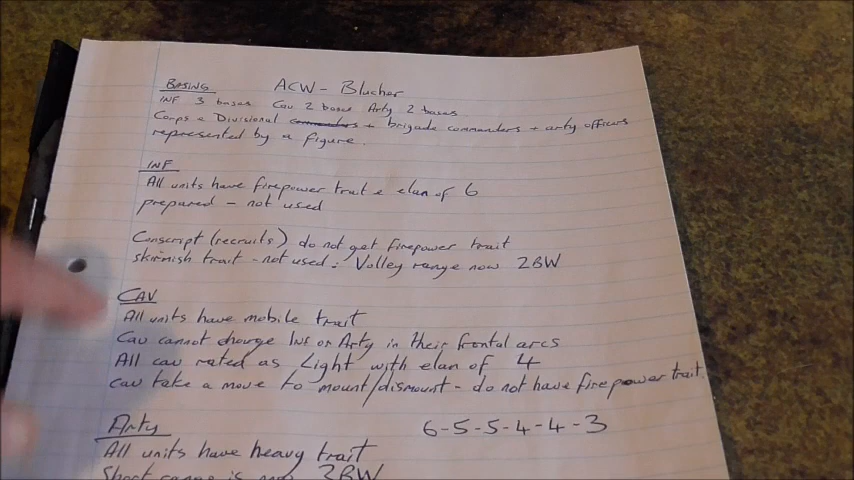 ACW - Blucher
BASING
INF 3 bases Cav 2 bases Arty 2 bases
Corps & Divisional commanders + brigade commanders + arty officers
represented by a figure.
INF
All units have firepower trait & elan of 6
prepared - not used
Conscript (recruits) do not get firepower trait
skirmish trait - not used: Volley range now 2BW
CAV
All units have mobile trait
Cav cannot charge INF or Arty in their frontal arcs
All cav rated as Light with elan of 4
cav take a move to mount/dismount - do not have firepower trait.
Arty 6-5-5-4-4-3
All units have heavy trait
Short range is now 3BW